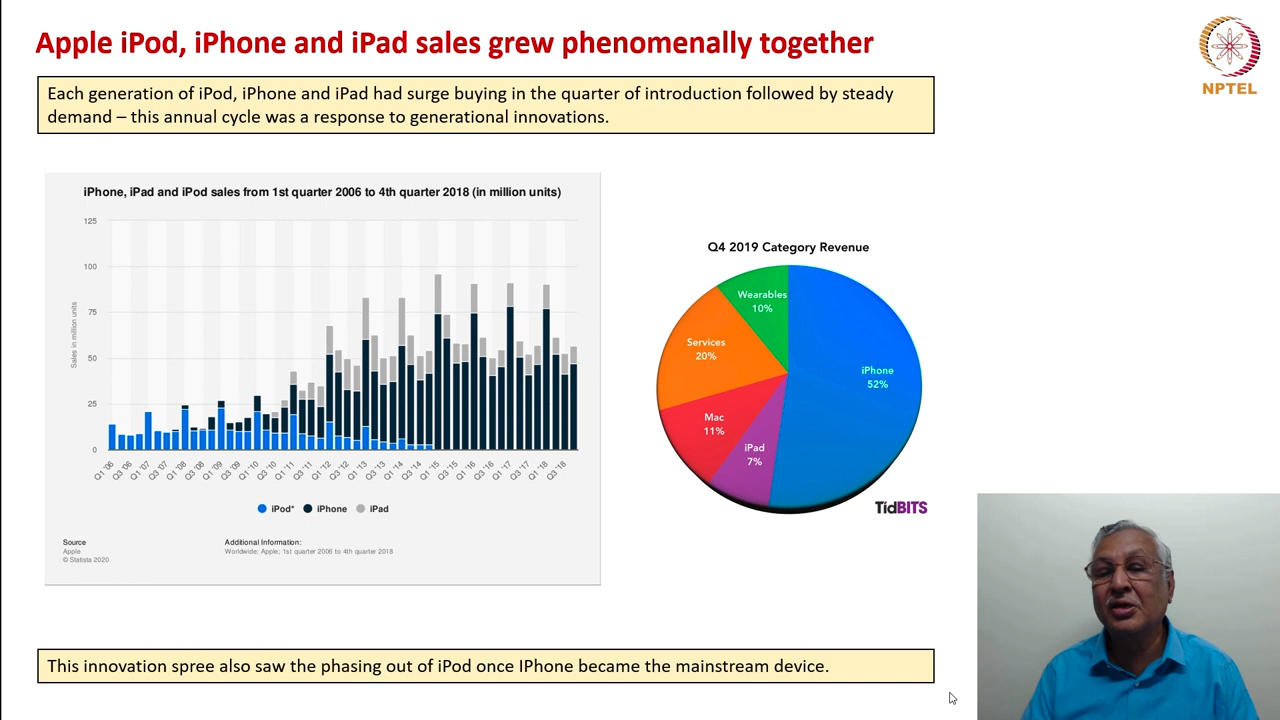 Apple iPod, iPhone and iPad sales grew phenomenally together
NPTEL
Each generation of iPod, iPhone and iPad had surge buying in the quarter of introduction followed by steady
demand – this annual cycle was a response to generational innovations.
iPhone, iPad and iPod sales from 1st quarter 2006 to 4th quarter 2018 (in million units)
Sales in million units
125
100
75
50
25
0
Q1 '06
Q3 '06
Q1 '07
Q3 '07
Q1 '08
Q3 '08
Q1 '09
Q3 '09
Q1 '10
Q3 '10
Q1 '11
Q3 '11
Q1 '12
Q3 '12
Q1 '13
Q3 '13
Q1 '14
Q3 '14
Q1 '15
Q3 '15
Q1 '16
Q3 '16
Q1 '17
Q3 '17
Q1 '18
Q3 '18
iPod* iPhone iPad
Source
Apple
© Statista 2020
Additional Information:
Worldwide; Apple; 1st quarter 2006 to 4th quarter 2018
Q4 2019 Category Revenue
Wearables
10%
Services
20%
iPhone
52%
Mac
11%
iPad
7%
TidBITS
This innovation spree also saw the phasing out of iPod once IPhone became the mainstream device.